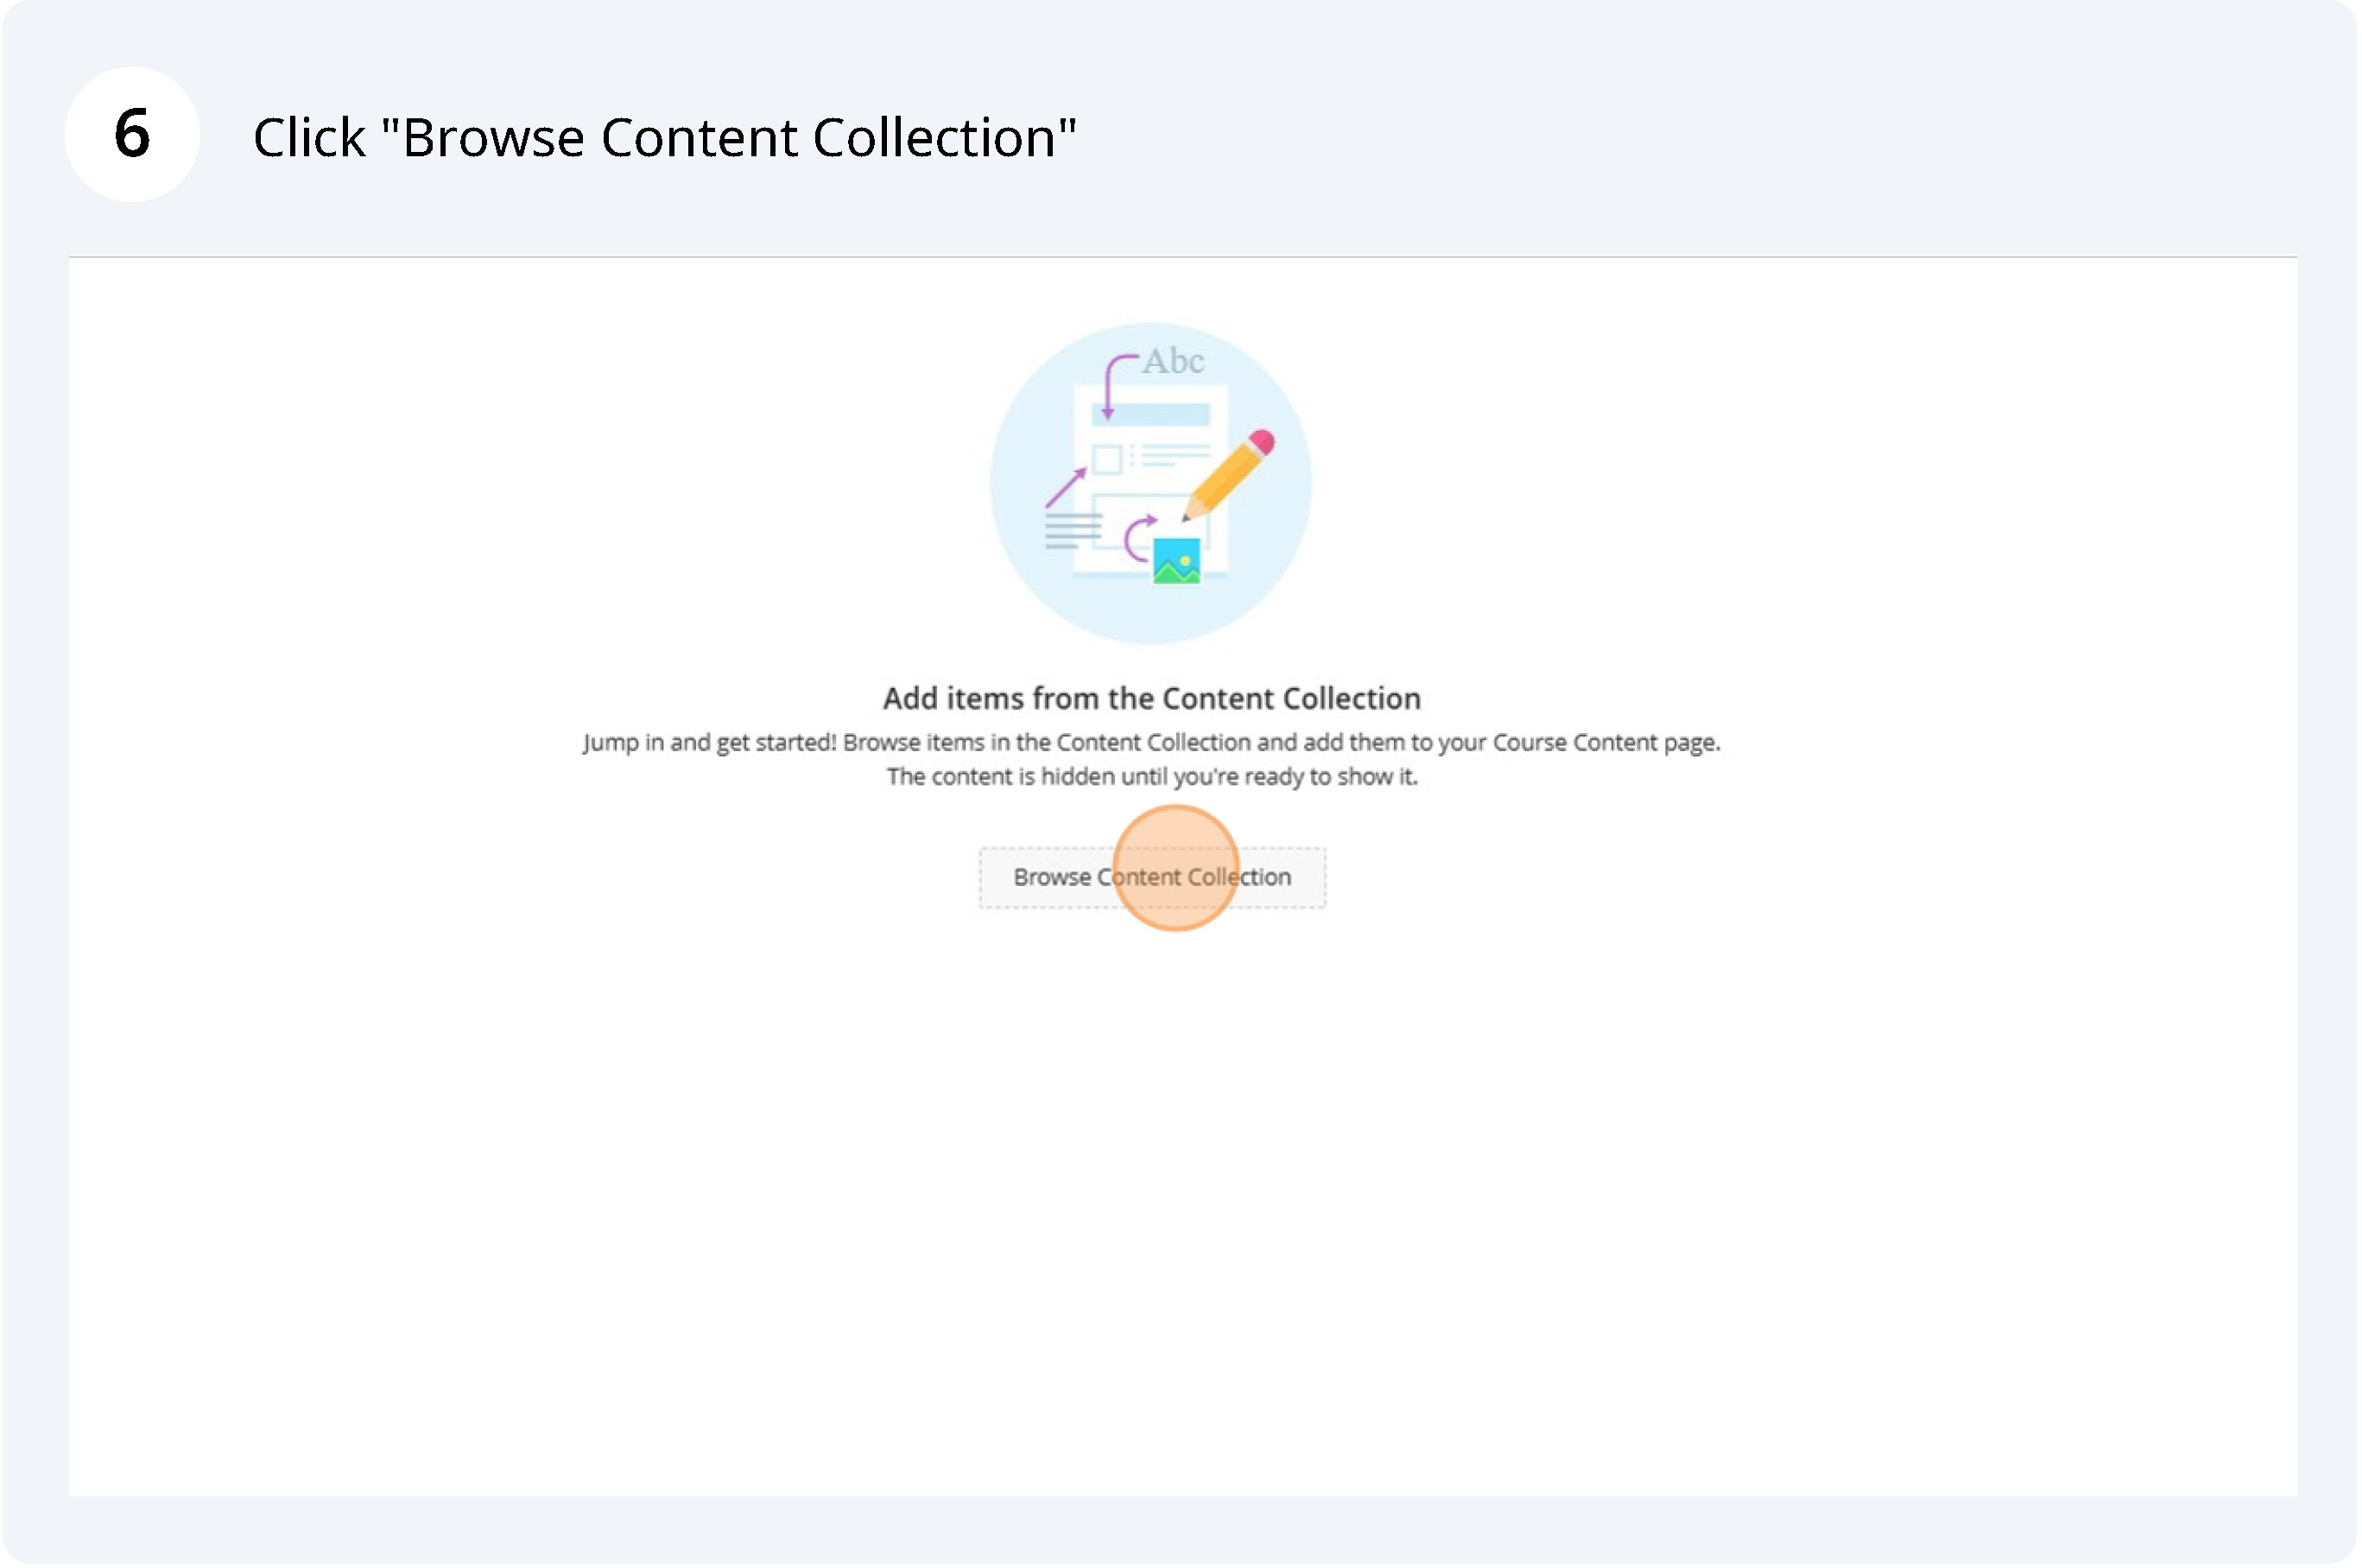 6
Click "Browse Content Collection"
Abc
Add items from the Content Collection
Jump in and get started! Browse items in the Content Collection and add them to your Course Content page.
The content is hidden until you're ready to show it.
Browse Content Collection